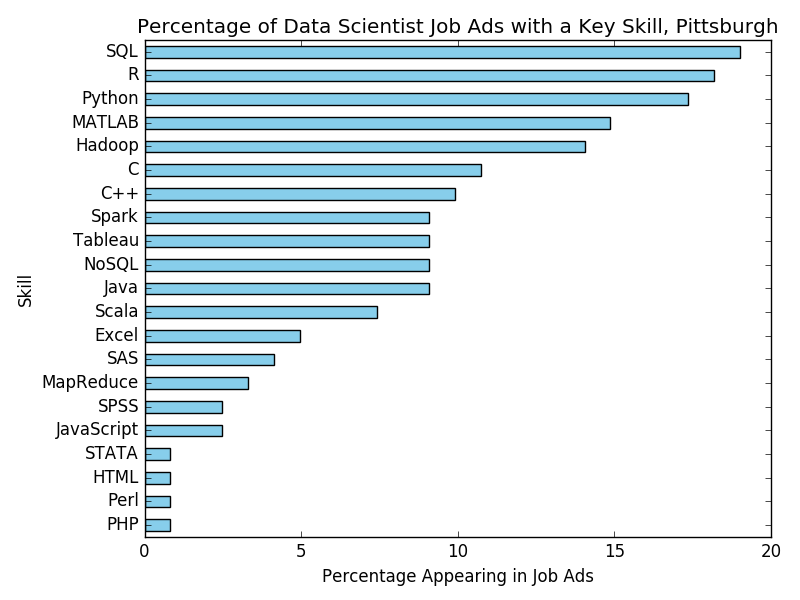 Percentage of Data Scientist Job Ads with a Key Skill, Pittsburgh
SQL
R
Python
MATLAB
Hadoop
C
C++
Spark
Tableau
NoSQL
Java
Scala
Excel
SAS
MapReduce
SPSS
JavaScript
STATA
HTML
Perl
PHP
Skill
0 5 10 15 20
Percentage Appearing in Job Ads